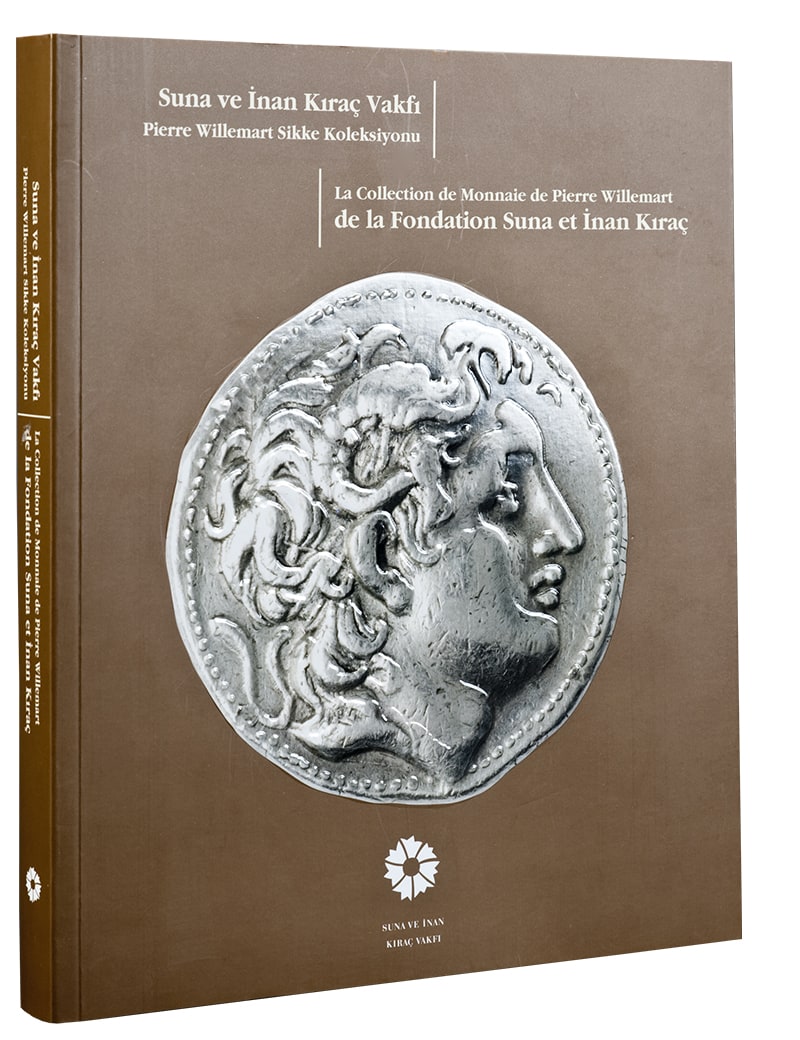 Suna ve İnan Kıraç Vakfı
Pierre Willemart Sikke Koleksiyonu
La Collection de Monnaie de Pierre Willemart
de la Fondation Suna et İnan Kıraç
SUNA VE İNAN
KIRAÇ VAKFI
Suna ve İnan Kıraç Vakfı
Pierre Willemart Sikke Koleksiyonu
La Collection de Monnaie de Pierre Willemart
de la Fondation Suna et İnan Kıraç